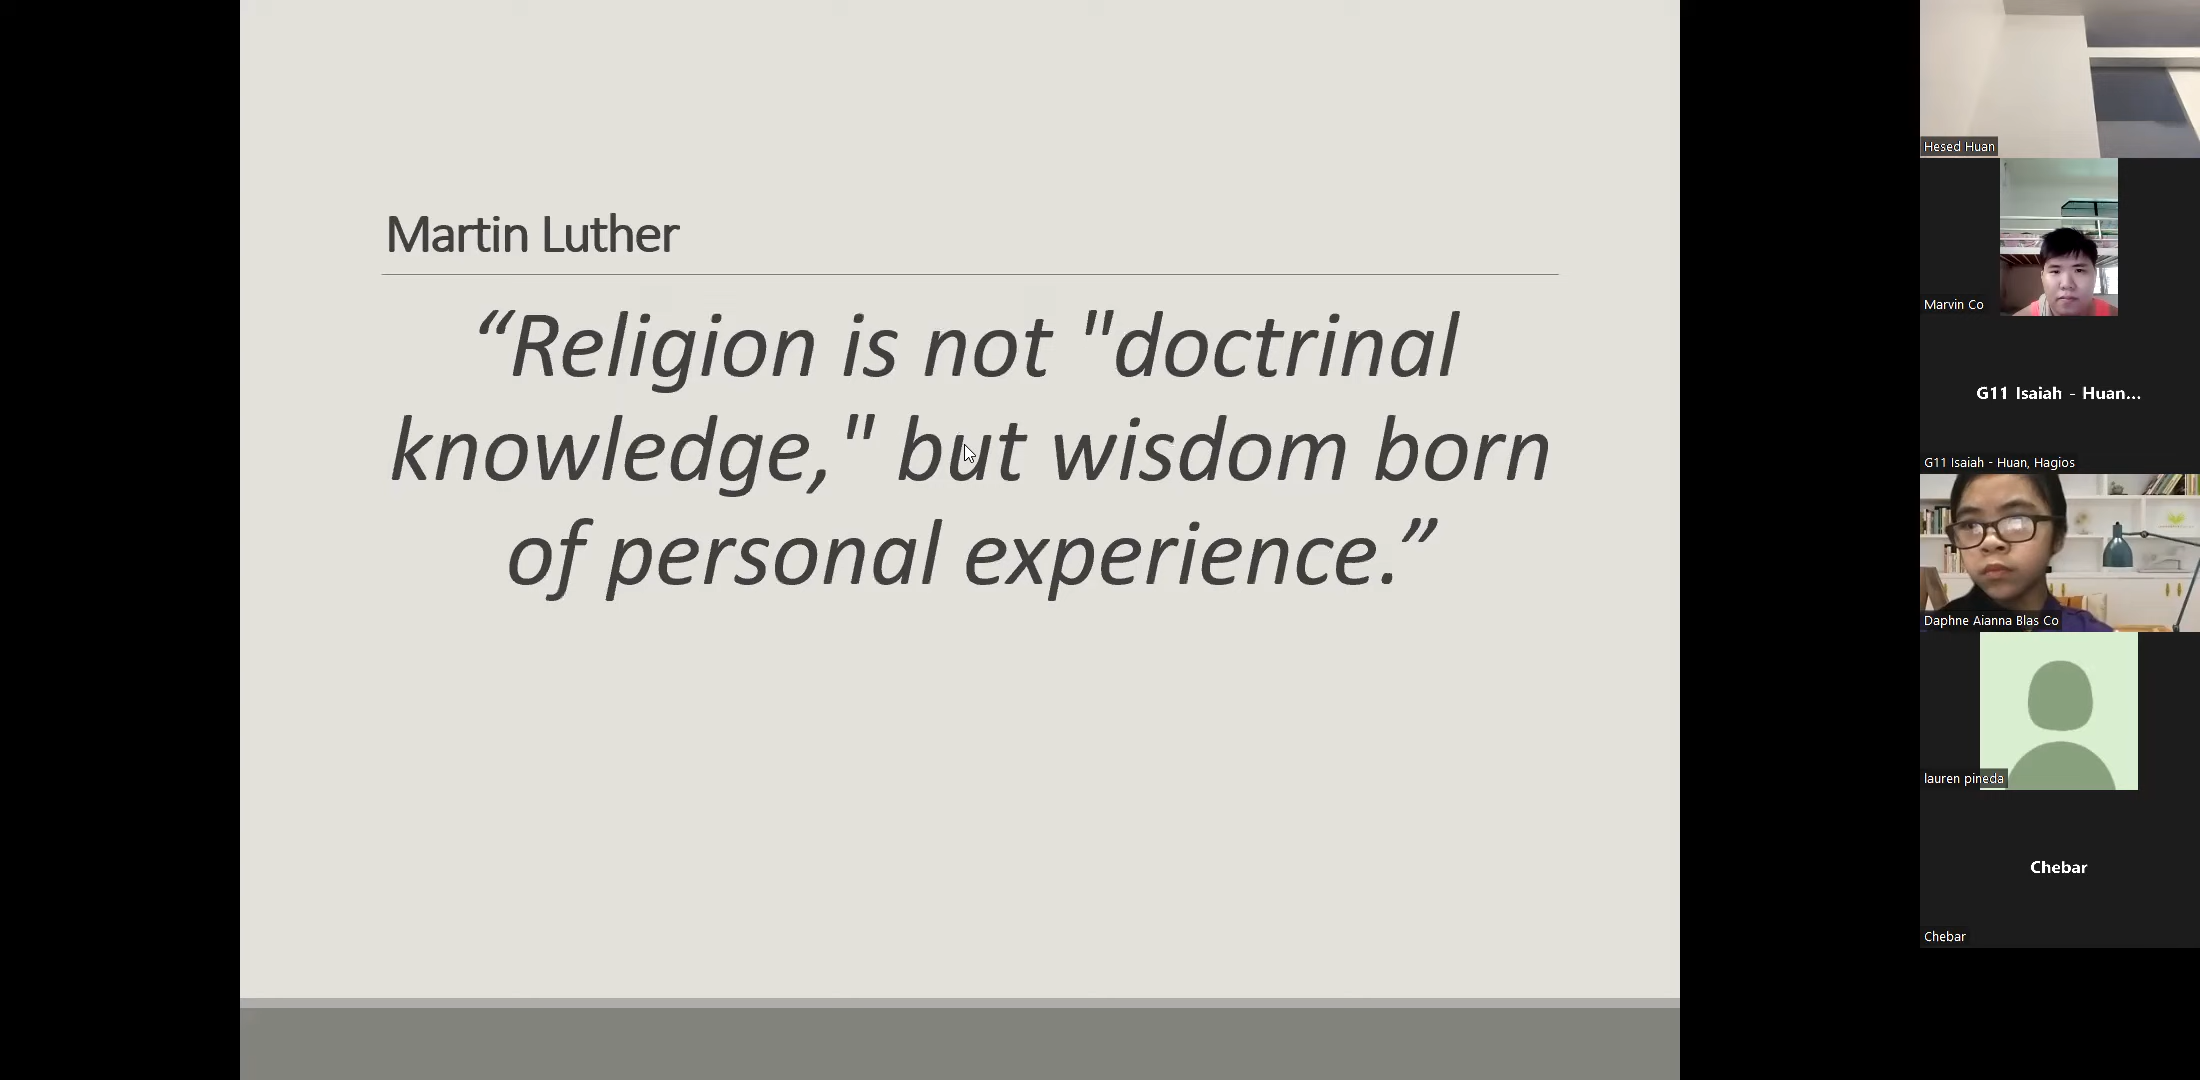 Martin Luther
“Religion is not "doctrinal
knowledge," but wisdom born
of personal experience.”
Hesed Huan
Marvin Co
G11 Isaiah - Huan...
G11 Isaiah - Huan, Hagios
Daphne Aianna Blas Co
lauren pineda
Chebar
Chebar